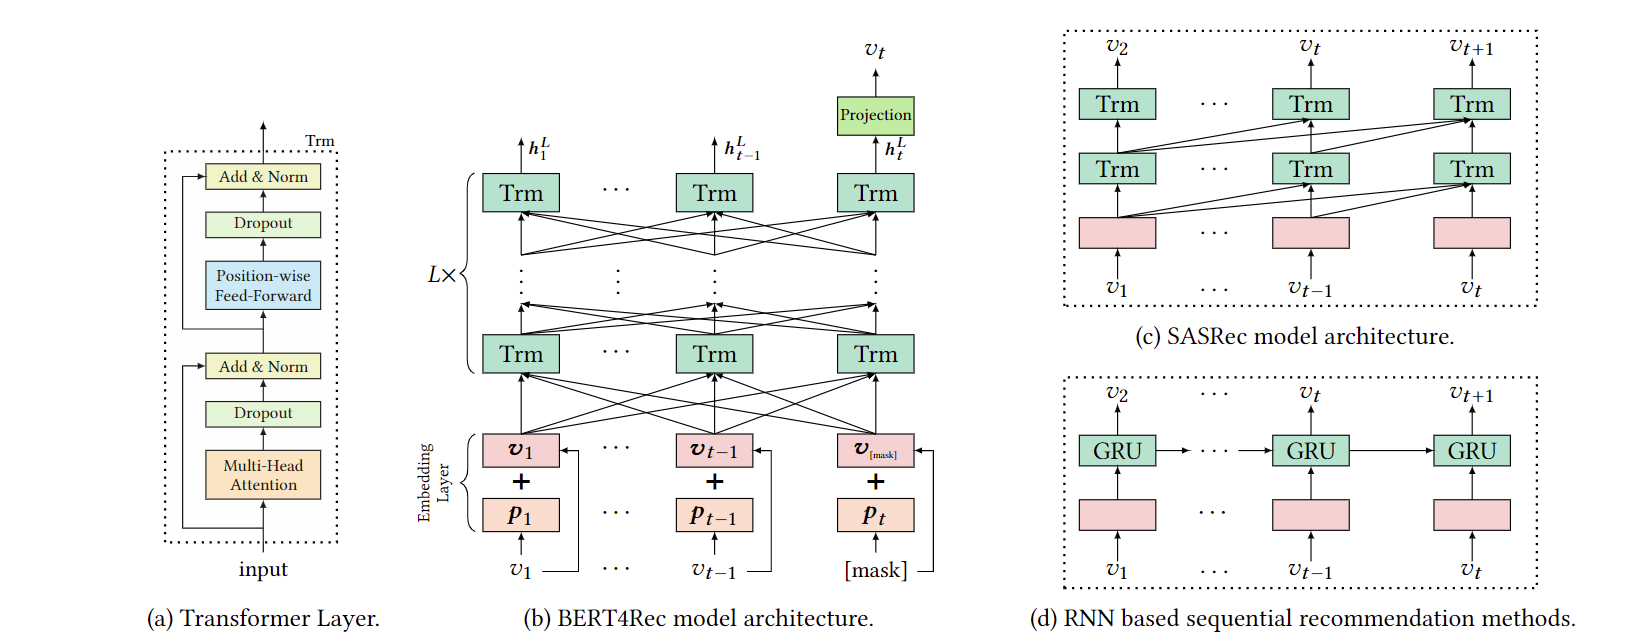 Trm
Add & Norm
Dropout
Position-wise
Feed-Forward
Add & Norm
Dropout
Multi-Head
Attention
input
(a) Transformer Layer.
v_t
Projection
h_1^L h_{t−1}^L h_t^L
Trm ... Trm Trm
L×
Trm ... Trm Trm
Embedding
Layer
v_1 ... v_{t−1} v_{[mask]}
+ + +
p_1 ... p_{t−1} p_t
v_1 ... v_{t−1} [mask]
(b) BERT4Rec model architecture.
v_2 v_t v_{t+1}
Trm ... Trm Trm
Trm ... Trm Trm
...
v_1 ... v_{t−1} v_t
(c) SASRec model architecture.
v_2 ... v_t v_{t+1}
GRU ... GRU GRU
...
v_1 ... v_{t−1} v_t
(d) RNN based sequential recommendation methods.